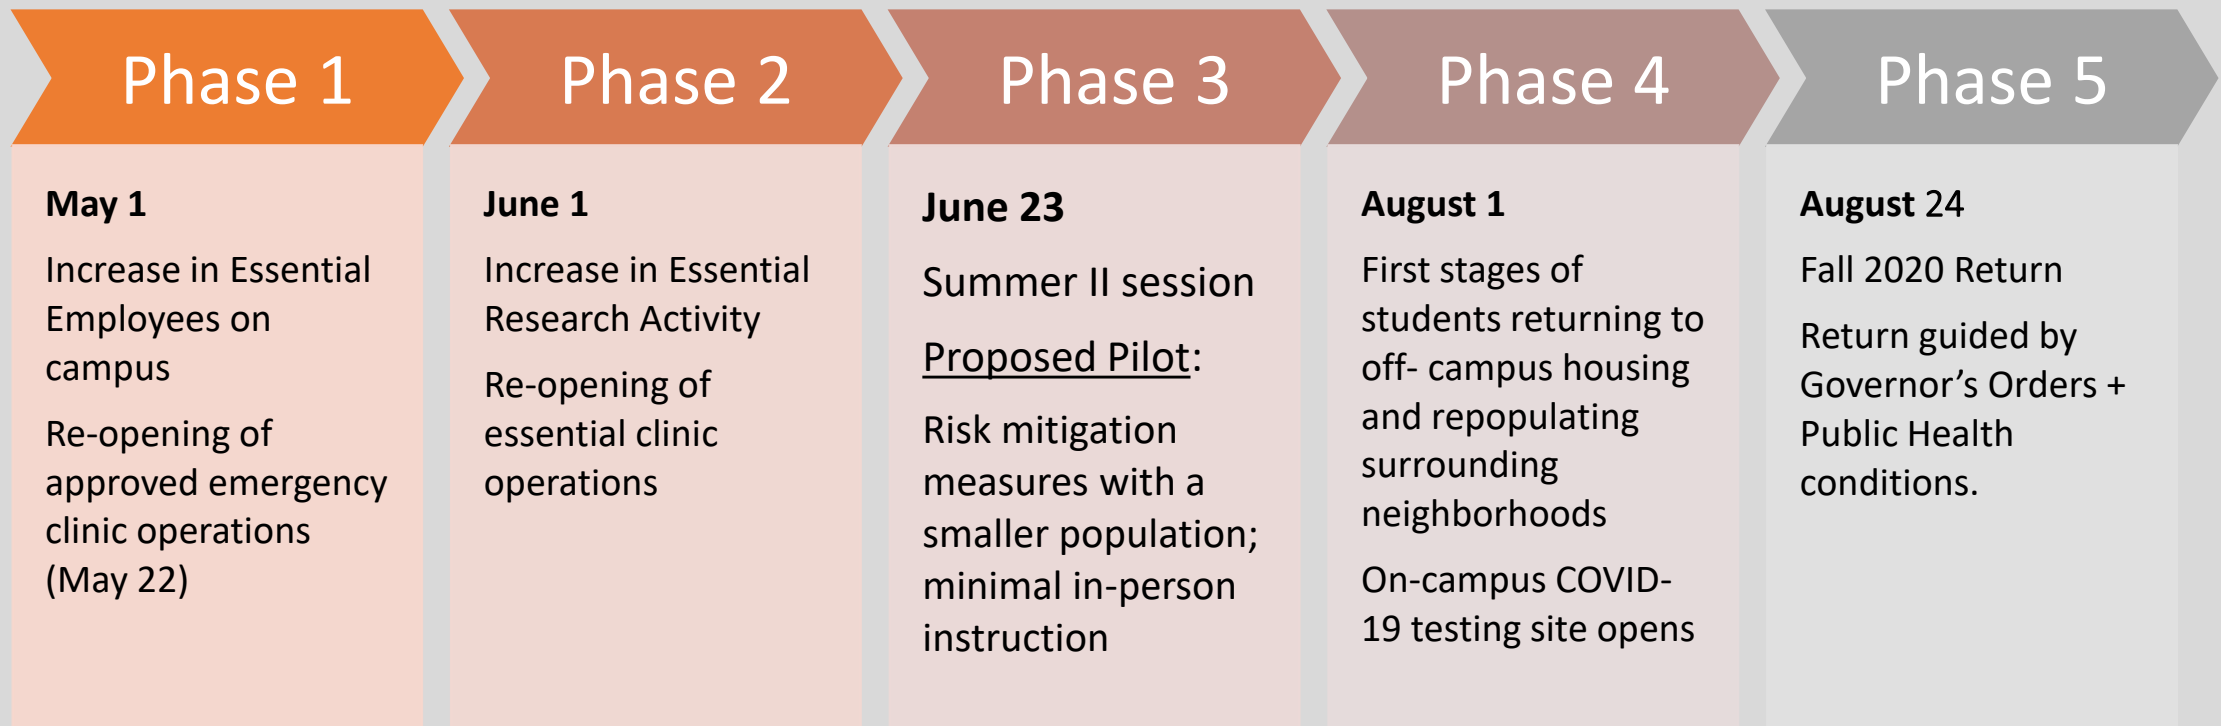 Phase 1
May 1
Increase in Essential
Employees on
campus
Re-opening of
approved emergency
clinic operations
(May 22)
Phase 2
June 1
Increase in Essential
Research Activity
Re-opening of
essential clinic
operations
Phase 3
June 23
Summer II session
Proposed Pilot:
Risk mitigation
measures with a
smaller population;
minimal in-person
instruction
Phase 4
August 1
First stages of
students returning to
off- campus housing
and repopulating
surrounding
neighborhoods
On-campus COVID-
19 testing site opens
Phase 5
August 24
Fall 2020 Return
Return guided by
Governor’s Orders +
Public Health
conditions.